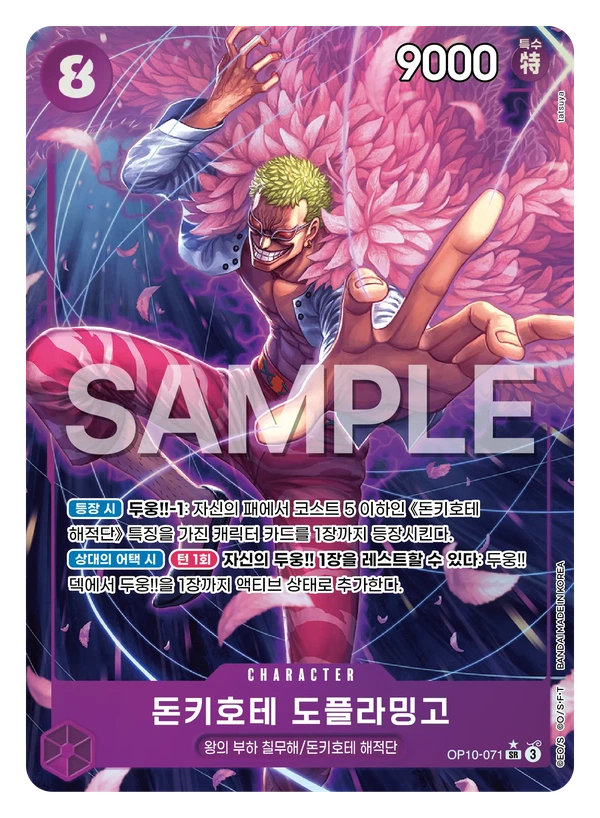 8
9000
특수
特
tatsuya
SAMPLE
등장 시 두웅!!-1: 자신의 패에서 코스트 5 이하인 《돈키호테
해적단》 특징을 가진 캐릭터 카드를 1장까지 등장시킨다.
상대의 어택 시 턴 1회 자신의 두웅!! 1장을 레스트할 수 있다: 두웅!!
덱에서 두웅!!을 1장까지 액티브 상태로 추가한다.
CHARACTER
돈키호테 도플라밍고
왕의 부하 칠무해/돈키호테 해적단
OP10-071 SR 3
©EO/S ©O/S·F·T BANDAI MADE IN KOREA